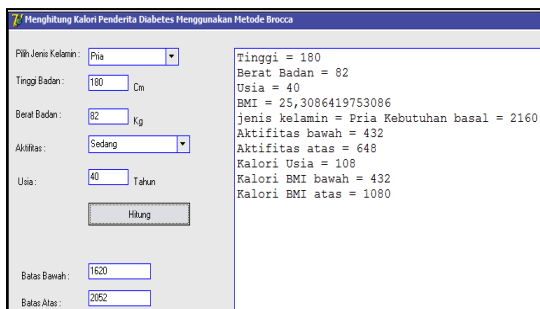 Menghitung Kalori Penderita Diabetes Menggunakan Metode Brocca
Pilih Jenis Kelamin : Pria
Tinggi Badan : 180 Cm
Berat Badan : 82 Kg
Aktifitas : Sedang
Usia : 40 Tahun
Hitung
Batas Bawah : 1620
Batas Atas : 2052
Tinggi = 180
Berat Badan = 82
Usia = 40
BMI = 25,3086419753086
jenis kelamin = Pria Kebutuhan basal = 2160
Aktifitas bawah = 432
Aktifitas atas = 648
Kalori Usia = 108
Kalori BMI bawah = 432
Kalori BMI atas = 1080